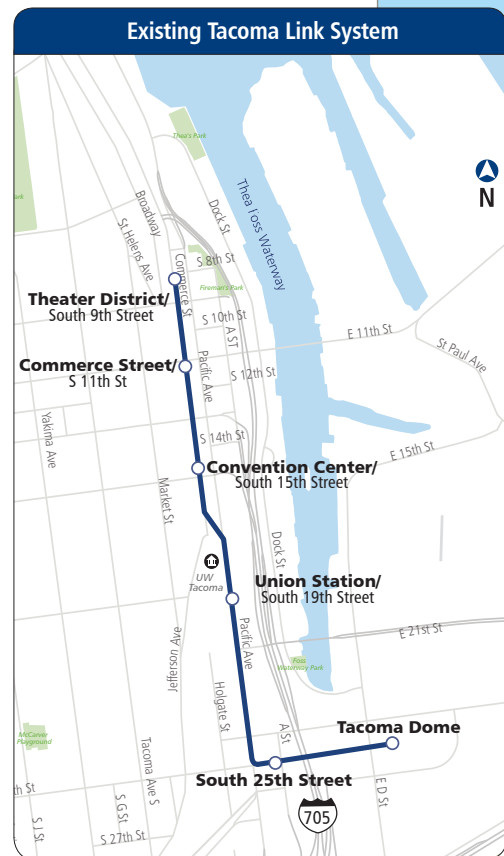 Existing Tacoma Link System
Thea's Park
N
Park
Broadway
Dock St
Thea Foss Waterway
St Helens Ave
Commerce St
S 8th St
Fireman's Park
Theater District/
South 9th Street
S 10th St
A ST
E 11th St
St Paul Ave
Commerce Street/
S 11th St
Pacific Ave
S 12th St
Yakima Ave
S 14th St
E 15th St
Convention Center/
South 15th Street
Market St
Dock St
UW
Tacoma
Union Station/
South 19th Street
Jefferson Ave
Pacific Ave
E 21st St
Foss
Waterway Park
Holgate St
A St
Tacoma Dome
McCarver
Playground
Tacoma Ave S
South 25th Street
E D St
th St
S J St
S G St
S 27th St
705